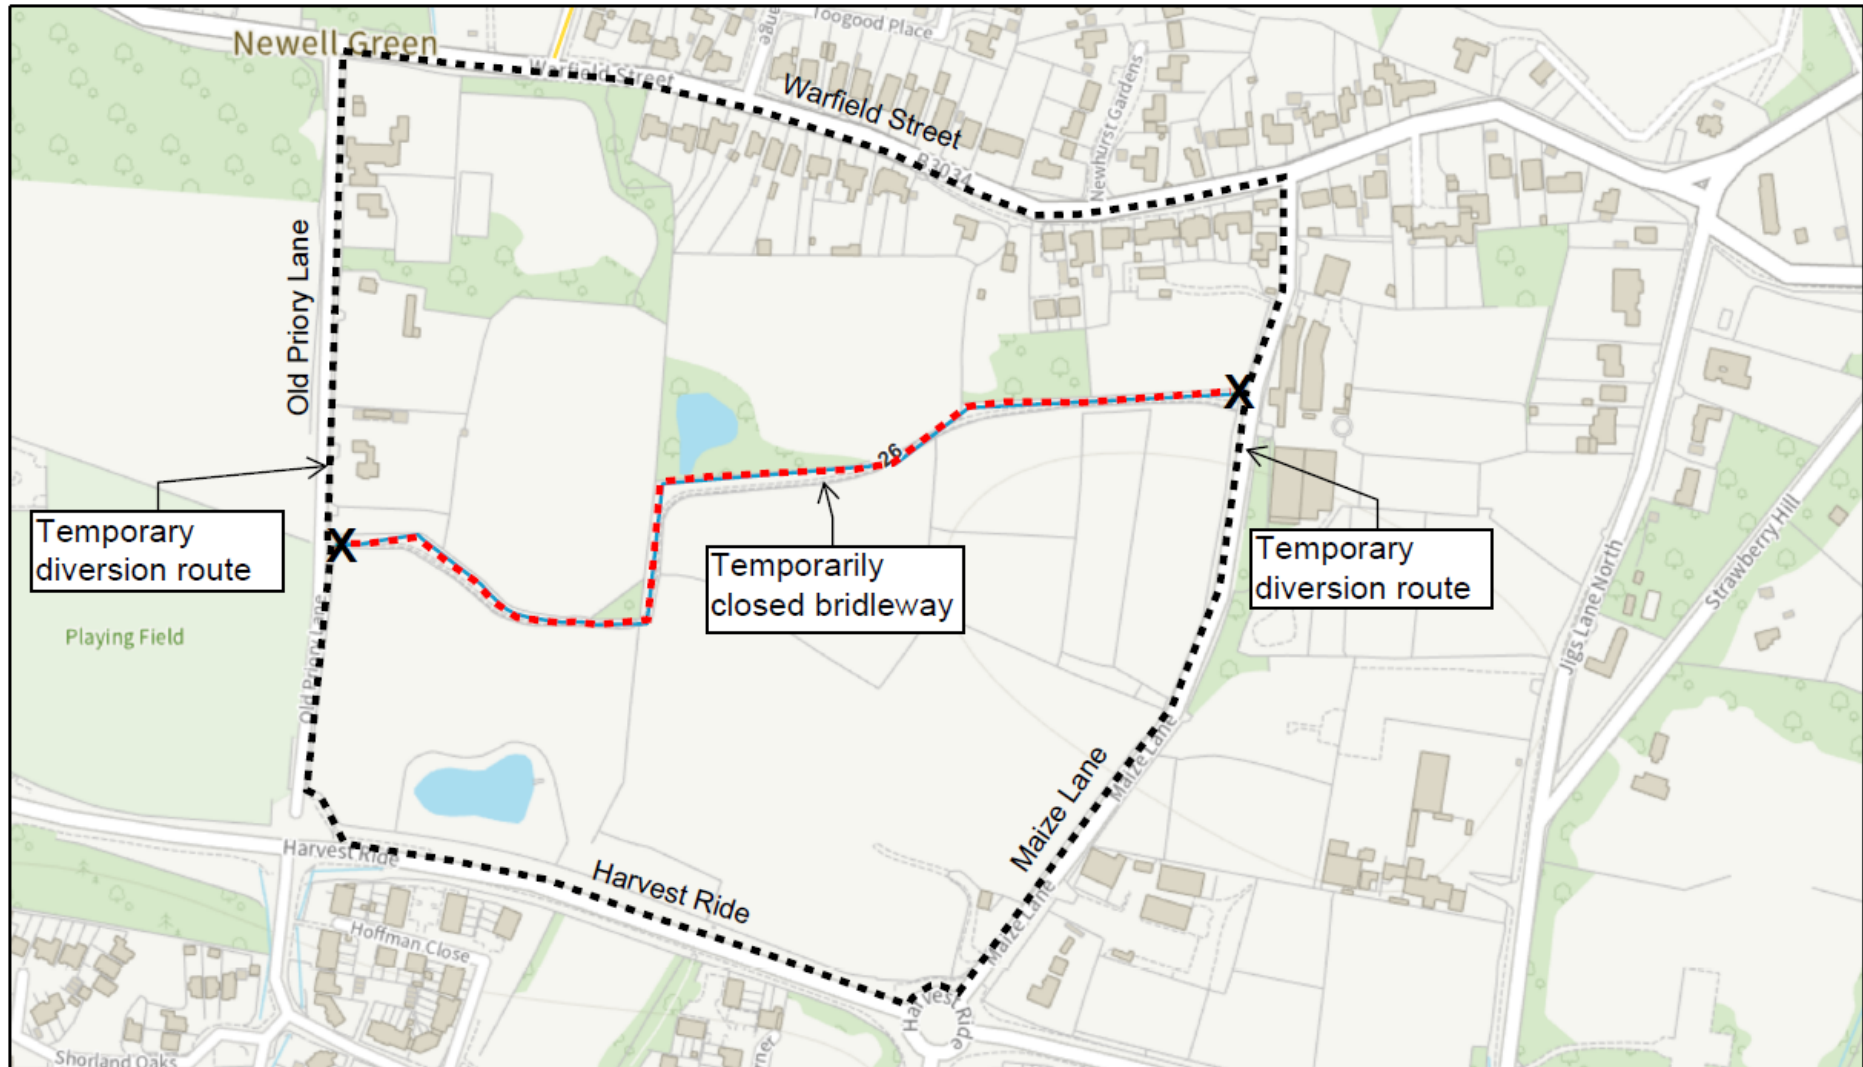 Toogood Place
Newell Green
Warfield Street
Warfield Street
B3034
Newhurst Gardens
Old Priory Lane
26
Temporary
diversion route
Temporarily
closed bridleway
Temporary
diversion route
Strawberry Hill
Jigs Lane North
Playing Field
Old Priory Lane
Maize Lane
Maize Lane
Harvest Ride
Harvest Ride
Maize Lane
Hoffman Close
Harvest Ride
Shorland Oaks
X
X